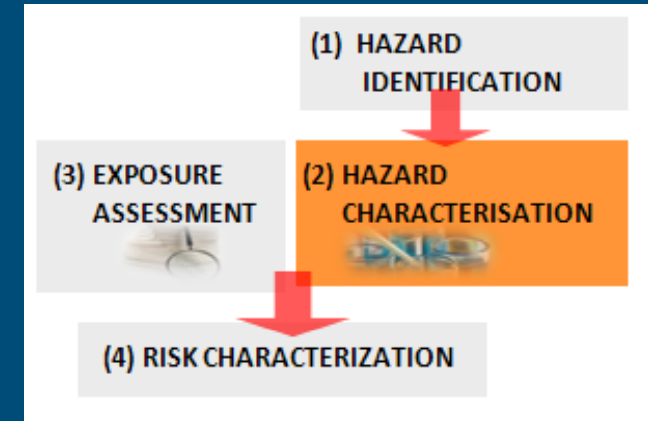 (1) HAZARD
IDENTIFICATION
(3) EXPOSURE
ASSESSMENT
(2) HAZARD
CHARACTERISATION
(4) RISK CHARACTERIZATION